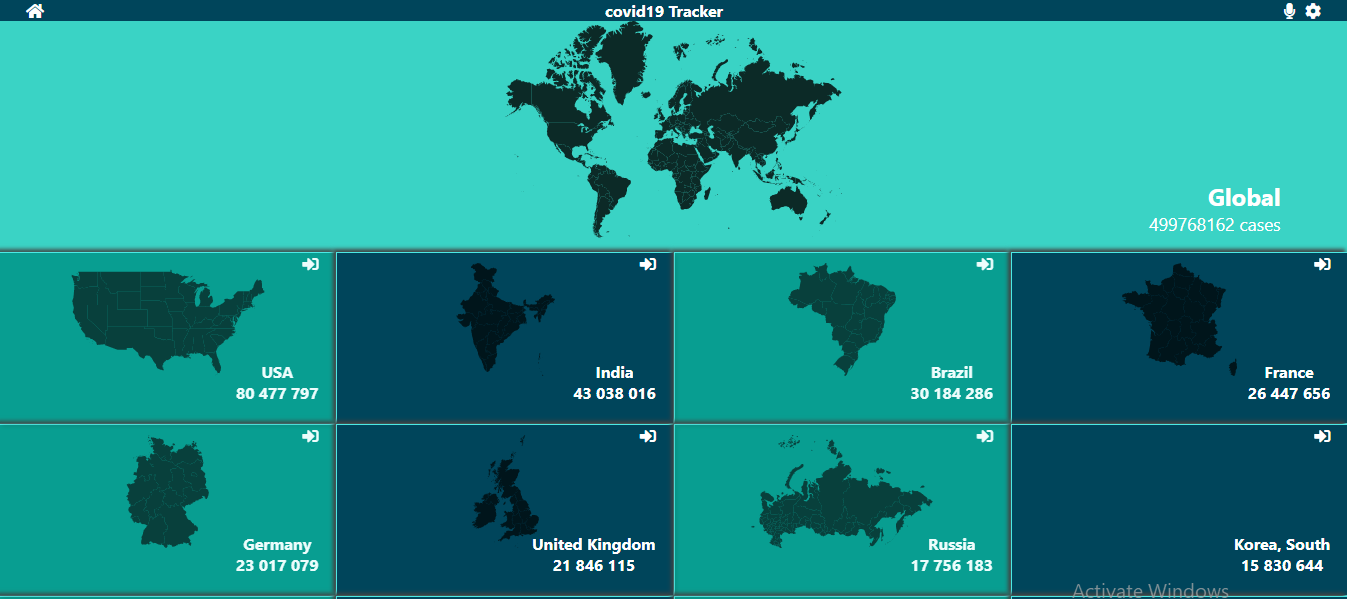 covid19 Tracker
Global
499768162 cases
USA
80 477 797
India
43 038 016
Brazil
30 184 286
France
26 447 656
Germany
23 017 079
United Kingdom
21 846 115
Russia
17 756 183
Korea, South
15 830 644
Activate Windows